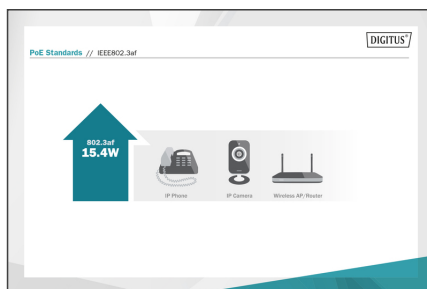 DIGITUS®
PoE Standards // IEEE802.3af
802.3af
15.4W
IP Phone
IP Camera
Wireless AP/Router